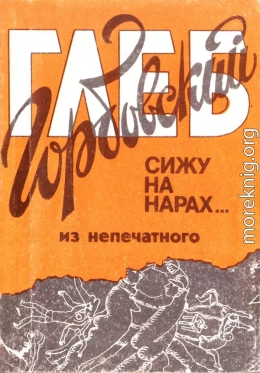 ГЛЕБ
Горбовский
СИЖУ
НА
НАРАХ...
из непечатного
moreknig.org